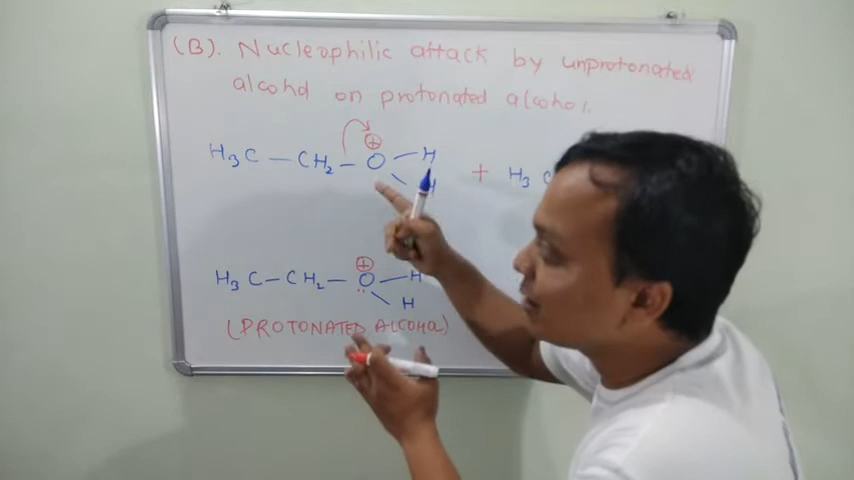 (B). Nucleophilic attack by unprotonated
alcohol on protonated alcohol.
H3C — CH2 — O — H + H3
⊕
H
H3C — CH2 — O — H
⊕
H
(PROTONATED ALCOHOL)